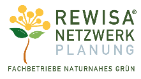 REWISA®
NETZWERK
PLANUNG
FACHBETRIEBE NATURNAHES GRÜN